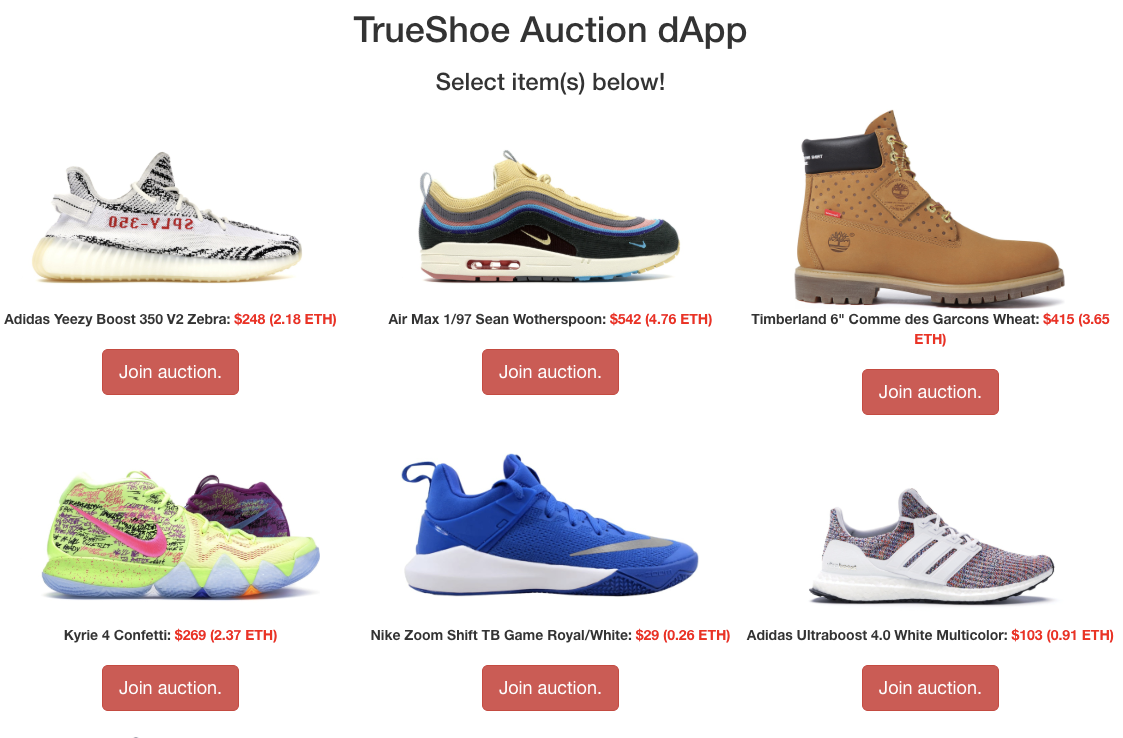 TrueShoe Auction dApp
Select item(s) below!
SPLY-350
Adidas Yeezy Boost 350 V2 Zebra: $248 (2.18 ETH)
Air Max 1/97 Sean Wotherspoon: $542 (4.76 ETH)
Timberland 6" Comme des Garcons Wheat: $415 (3.65
ETH)
Join auction.
Join auction.
Join auction.
Kyrie 4 Confetti: $269 (2.37 ETH)
Nike Zoom Shift TB Game Royal/White: $29 (0.26 ETH)
Adidas Ultraboost 4.0 White Multicolor: $103 (0.91 ETH)
Join auction.
Join auction.
Join auction.